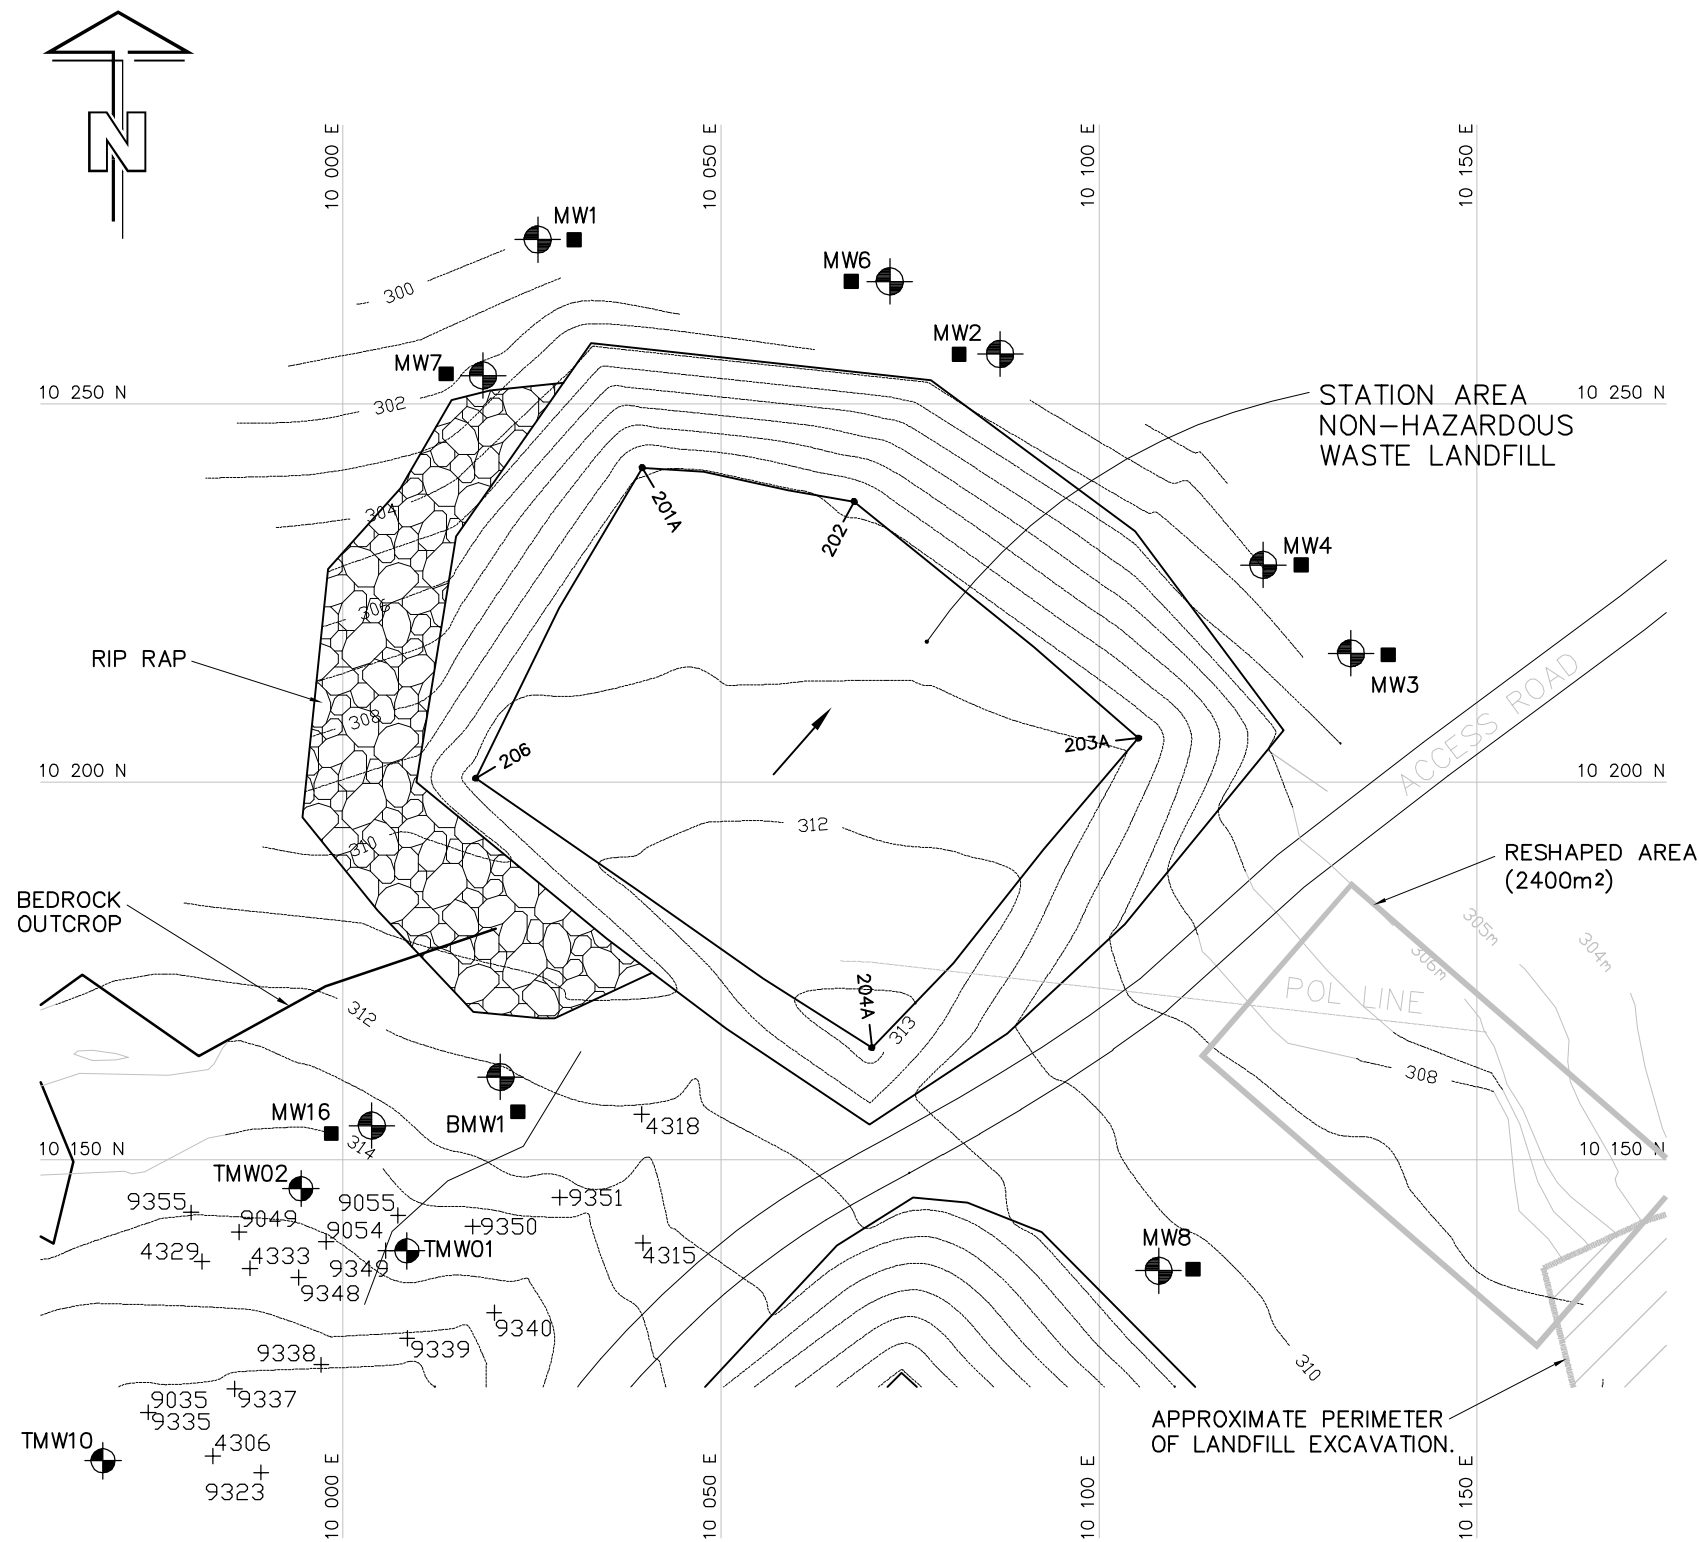 N
10 000 E
10 050 E
10 100 E
10 150 E
MW1
MW6
300
MW2
MW7
10 250 N
10 250 N
302
STATION AREA
NON-HAZARDOUS
WASTE LANDFILL
201A
202
304
MW4
306
RIP RAP
MW3
ACCESS ROAD
308
206
203A
10 200 N
10 200 N
312
310
RESHAPED AREA
(2400m²)
BEDROCK
OUTCROP
305m
304m
306m
POL LINE
204A
313
312
308
MW16
BMW1
4318
314
10 150 N
10 150 N
TMW02
9355
9055
9351
9049
9054
9350
4329
4333
TMW01
4315
MW8
9349
9348
9340
9338
9339
310
9035
9337
9335
APPROXIMATE PERIMETER
OF LANDFILL EXCAVATION.
TMW10
4306
9323
10 000 E
10 050 E
10 100 E
10 150 E